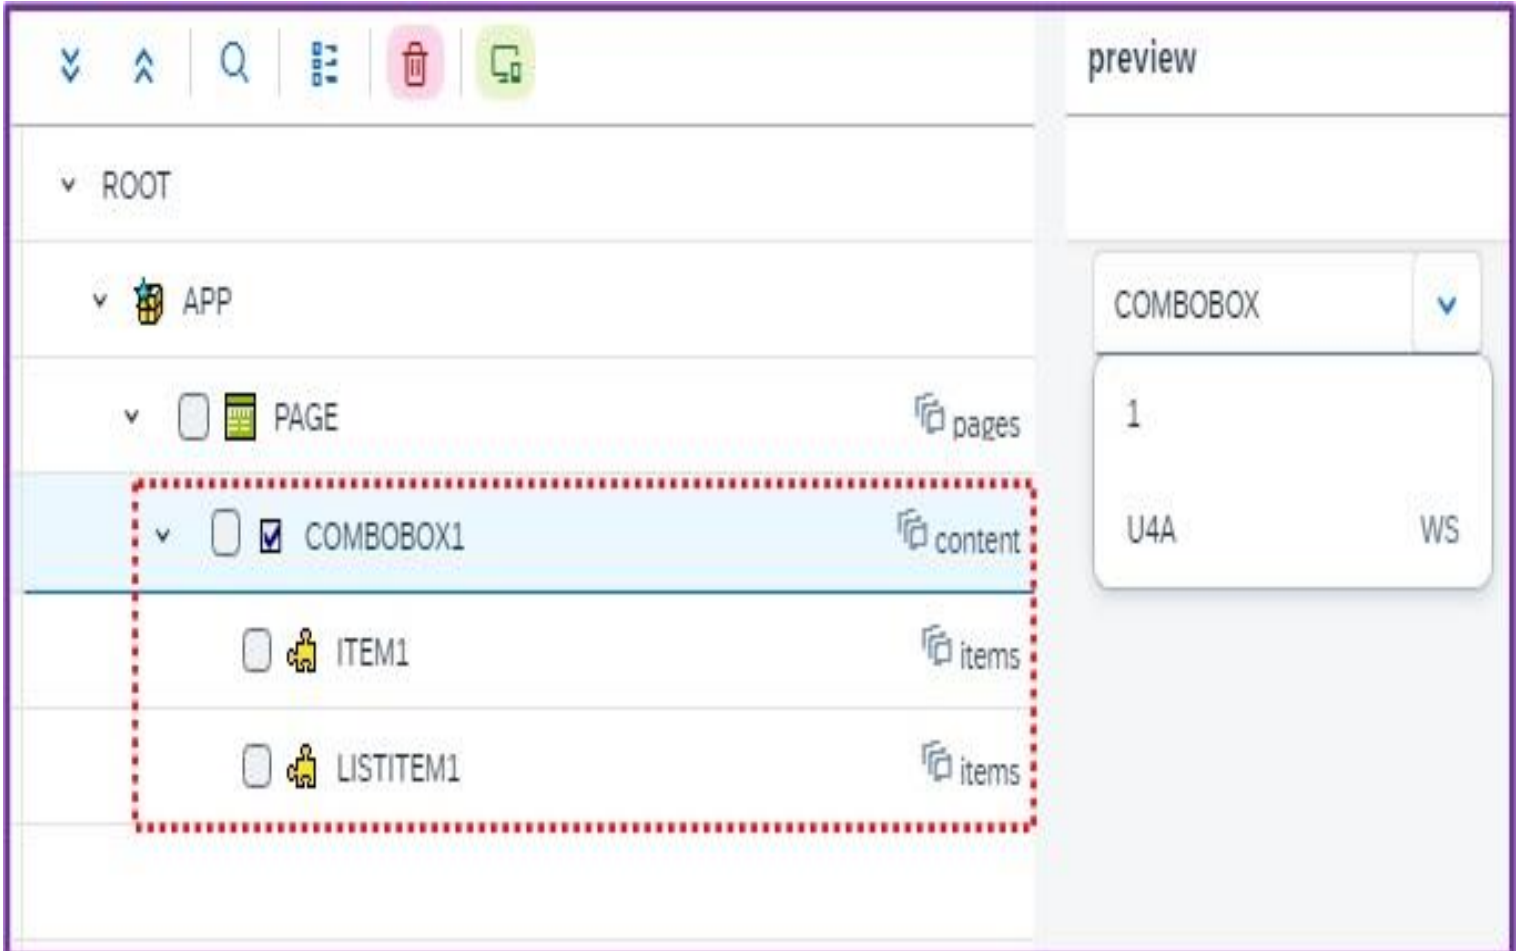 preview
ROOT
APP
PAGE pages
COMBOBOX1 content
ITEM1 items
LISTITEM1 items
COMBOBOX
1
U4A WS